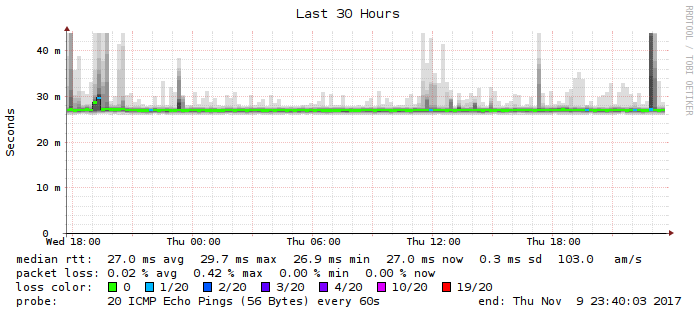 Last 30 Hours
RRDTOOL / TOBI OETIKER
Seconds
40 m
30 m
20 m
10 m
0
Wed 18:00 Thu 00:00 Thu 06:00 Thu 12:00 Thu 18:00
median rtt: 27.0 ms avg 29.7 ms max 26.9 ms min 27.0 ms now 0.3 ms sd 103.0 am/s
packet loss: 0.02 % avg 0.42 % max 0.00 % min 0.00 % now
loss color: 0 1/20 2/20 3/20 4/20 10/20 19/20
probe: 20 ICMP Echo Pings (56 Bytes) every 60s end: Thu Nov 9 23:40:03 2017